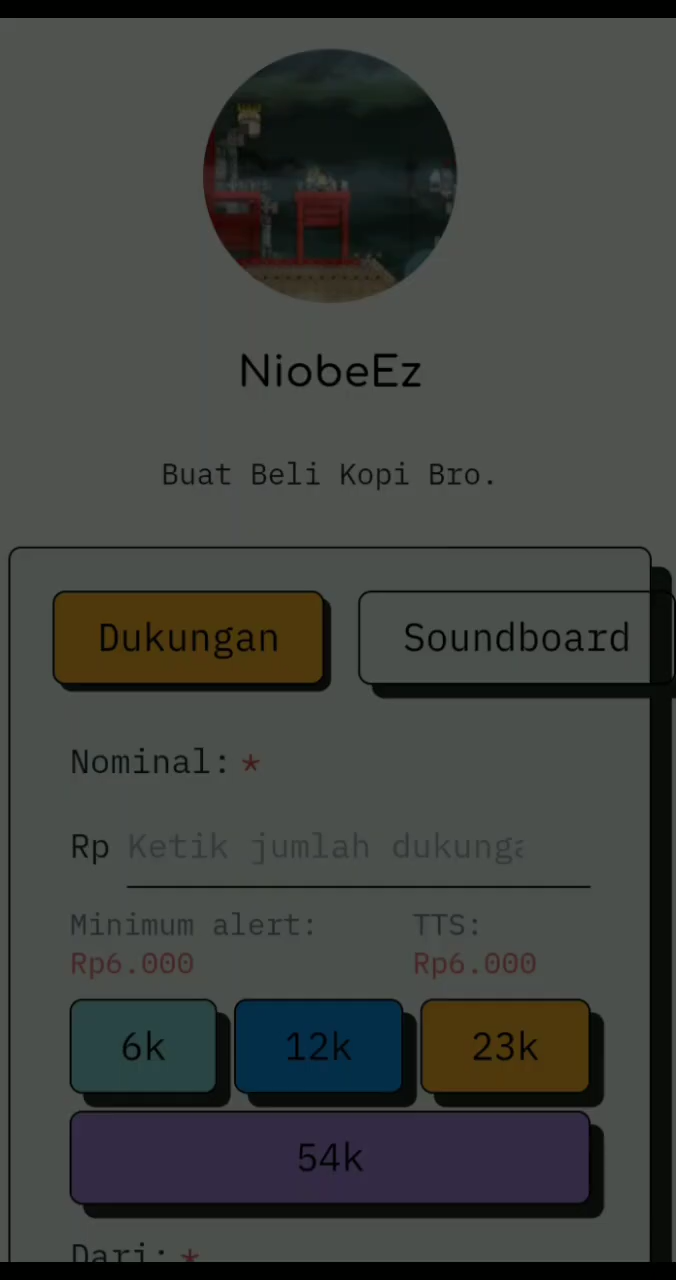 NiobeEz
Buat Beli Kopi Bro.
Dukungan Soundboard
Nominal: *
Rp Ketik jumlah dukunga
Minimum alert: TTS:
Rp6.000 Rp6.000
6k 12k 23k
54k
Dari: *